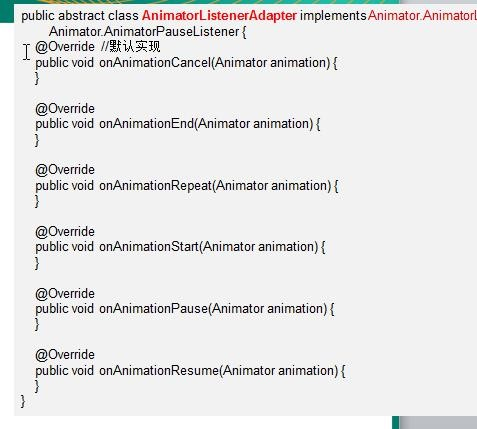 public abstract class AnimatorListenerAdapter implements Animator.AnimatorL
Animator.AnimatorPauseListener {
@Override //默认实现
public void onAnimationCancel(Animator animation) {
}
@Override
public void onAnimationEnd(Animator animation) {
}
@Override
public void onAnimationRepeat(Animator animation) {
}
@Override
public void onAnimationStart(Animator animation) {
}
@Override
public void onAnimationPause(Animator animation) {
}
@Override
public void onAnimationResume(Animator animation) {
}
}